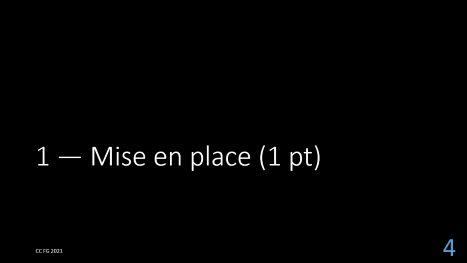 1 — Mise en place (1 pt)
CC FG 2021
4